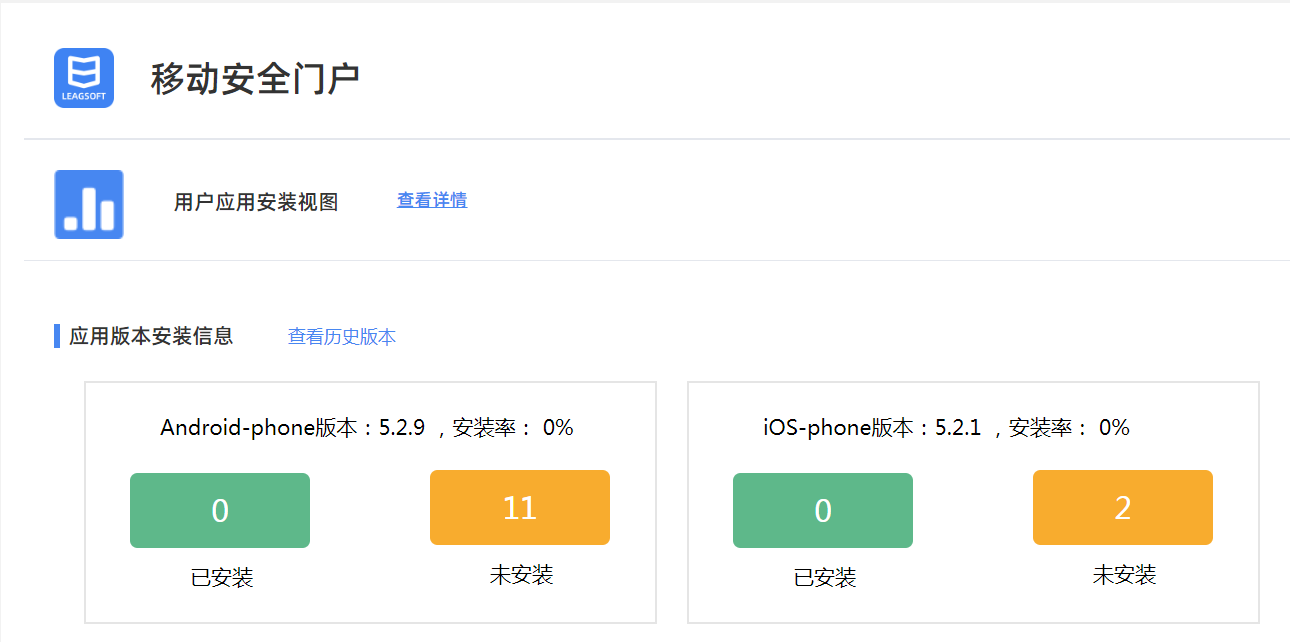 LEAGSOFT
移动安全门户
用户应用安装视图 查看详情
应用版本安装信息 查看历史版本
Android-phone版本：5.2.9 ，安装率： 0%
0 11
已安装 未安装
iOS-phone版本：5.2.1 ，安装率： 0%
0 2
已安装 未安装